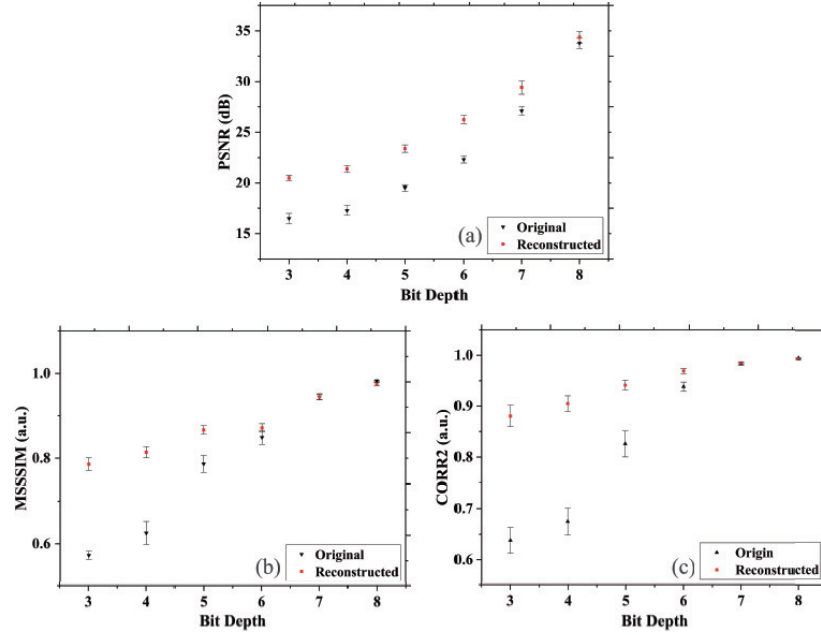 35
30
25
20
15
PSNR (dB)
(a)
Original
Reconstructed
3 4 5 6 7 8
Bit Depth
1.0
0.8
0.6
MSSSIM (a.u.)
Original
Reconstructed
(b)
3 4 5 6 7 8
Bit Depth
1.0
0.9
0.8
0.7
0.6
CORR2 (a.u.)
Origin
Reconstructed
(c)
3 4 5 6 7 8
Bit Depth